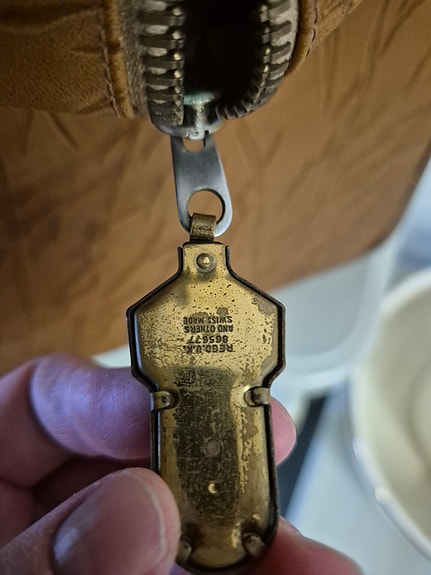 REGD.U.K.
865677
AND OTHERS
SWISS MADE